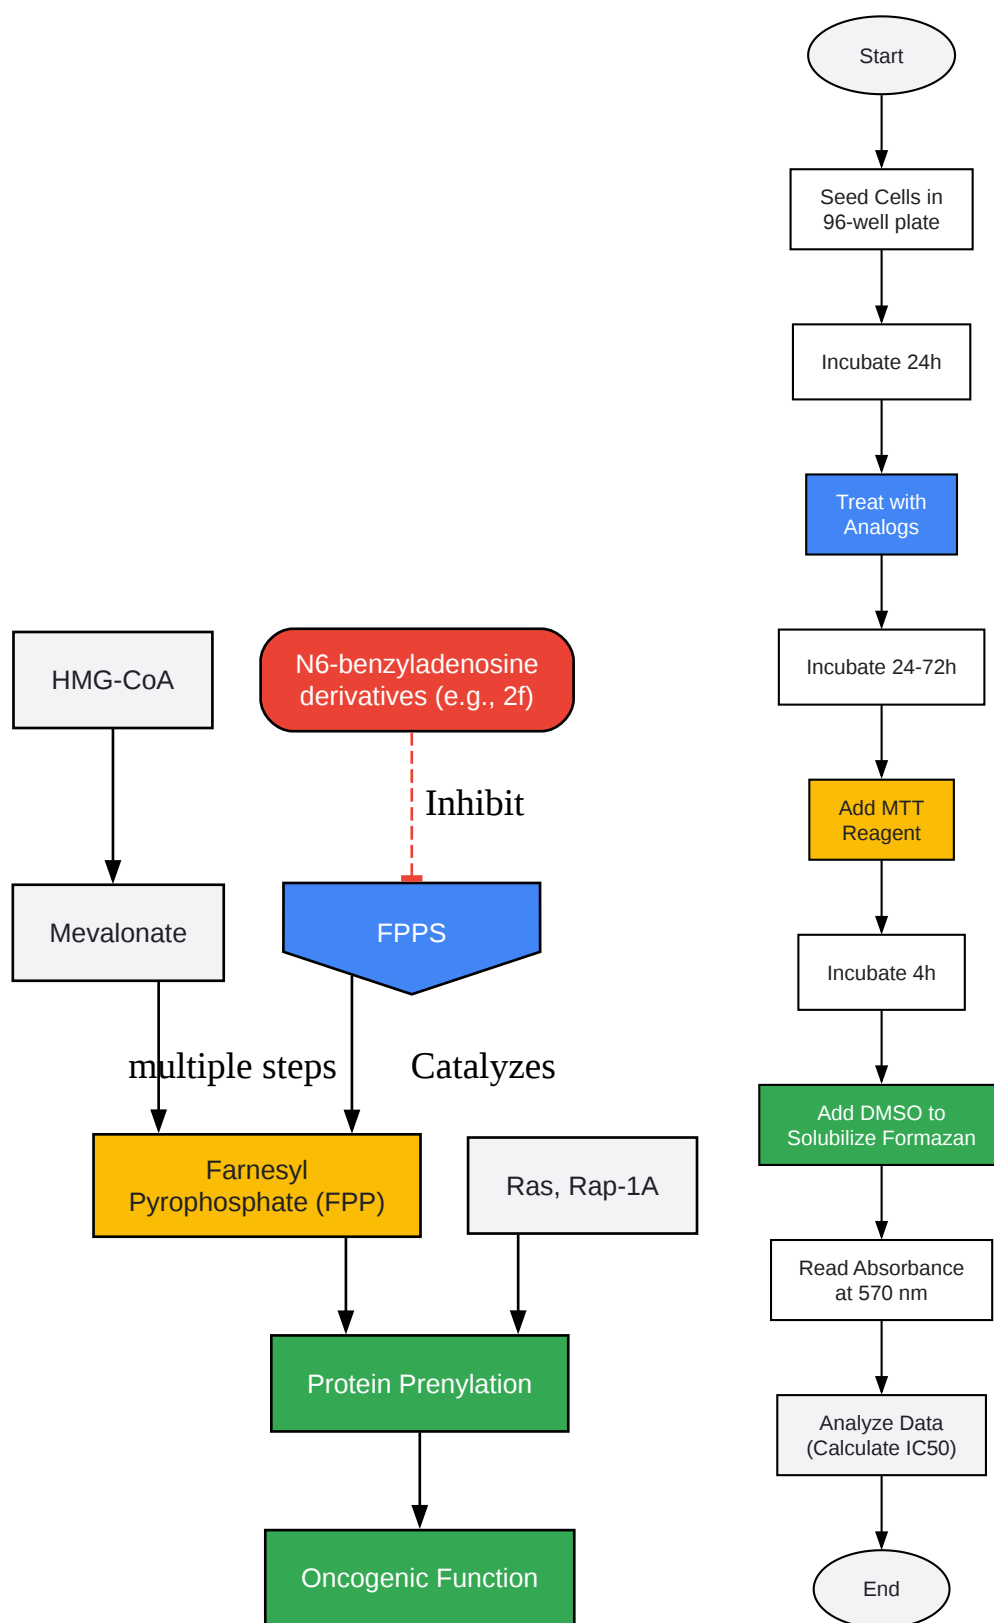 HMG-CoA
N6-benzyladenosine
derivatives (e.g., 2f)
Inhibit
Mevalonate
FPPS
multiple steps
Catalyzes
Farnesyl
Pyrophosphate (FPP)
Ras, Rap-1A
Protein Prenylation
Oncogenic Function
Start
Seed Cells in
96-well plate
Incubate 24h
Treat with
Analogs
Incubate 24-72h
Add MTT
Reagent
Incubate 4h
Add DMSO to
Solubilize Formazan
Read Absorbance
at 570 nm
Analyze Data
(Calculate IC50)
End